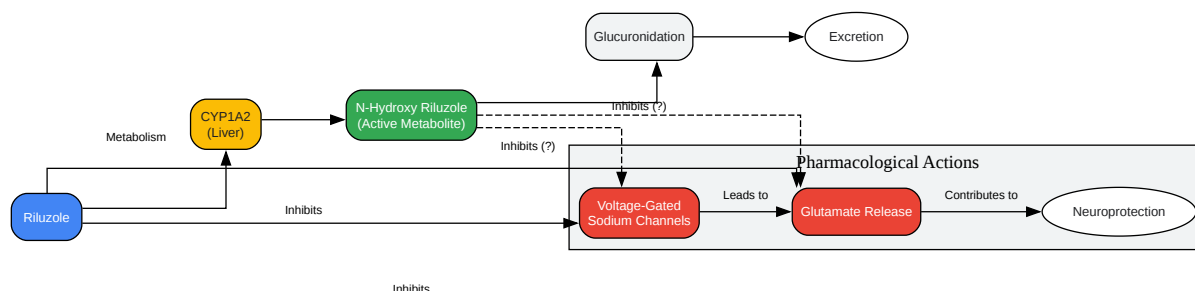 Glucuronidation
Excretion
N-Hydroxy Riluzole
(Active Metabolite)
Inhibits (?)
CYP1A2
(Liver)
Metabolism
Inhibits (?)
Pharmacological Actions
Riluzole
Inhibits
Voltage-Gated
Sodium Channels
Leads to
Glutamate Release
Contributes to
Neuroprotection
Inhibits